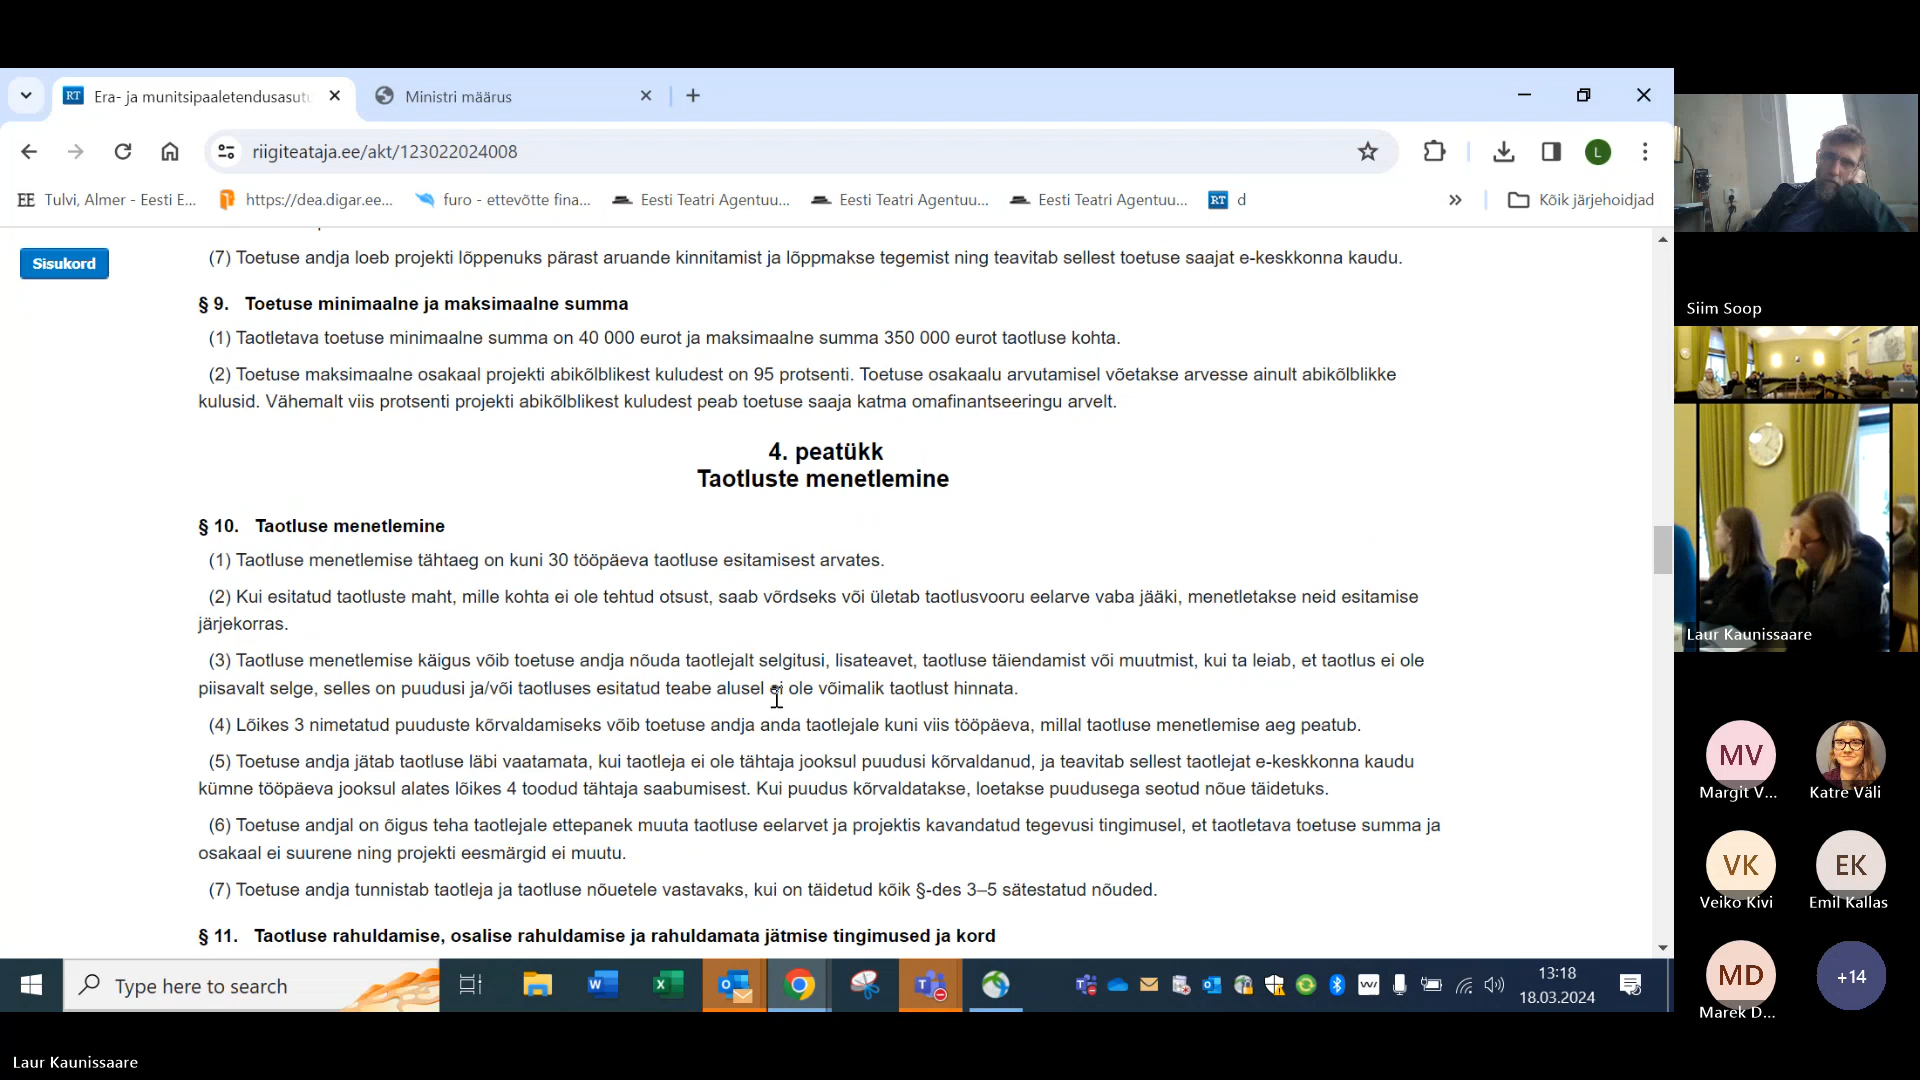 Era- ja munitsipaaletendusasutu
Ministri määrus
riigiteataja.ee/akt/123022024008
L
EE Tulvi, Almer - Eesti E...
https://dea.digar.ee...
furo - ettevõtte fina...
Eesti Teatri Agentuu...
Eesti Teatri Agentuu...
Eesti Teatri Agentuu...
RT d
»
Kõik järjehoidjad
Sisukord
(7) Toetuse andja loeb projekti lõppenuks pärast aruande kinnitamist ja lõppmakse tegemist ning teavitab sellest toetuse saajat e-keskkonna kaudu.
§ 9. Toetuse minimaalne ja maksimaalne summa
(1) Taotletava toetuse minimaalne summa on 40 000 eurot ja maksimaalne summa 350 000 eurot taotluse kohta.
(2) Toetuse maksimaalne osakaal projekti abikõlblikest kuludest on 95 protsenti. Toetuse osakaalu arvutamisel võetakse arvesse ainult abikõlblikke
kulusid. Vähemalt viis protsenti projekti abikõlblikest kuludest peab toetuse saaja katma omafinantseeringu arvelt.
4. peatükk
Taotluste menetlemine
§ 10. Taotluse menetlemine
(1) Taotluse menetlemise tähtaeg on kuni 30 tööpäeva taotluse esitamisest arvates.
(2) Kui esitatud taotluste maht, mille kohta ei ole tehtud otsust, saab võrdseks või ületab taotlusvooru eelarve vaba jääki, menetletakse neid esitamise
järjekorras.
(3) Taotluse menetlemise käigus võib toetuse andja nõuda taotlejalt selgitusi, lisateavet, taotluse täiendamist või muutmist, kui ta leiab, et taotlus ei ole
piisavalt selge, selles on puudusi ja/või taotluses esitatud teabe alusel ei ole võimalik taotlust hinnata.
(4) Lõikes 3 nimetatud puuduste kõrvaldamiseks võib toetuse andja anda taotlejale kuni viis tööpäeva, millal taotluse menetlemise aeg peatub.
(5) Toetuse andja jätab taotluse läbi vaatamata, kui taotleja ei ole tähtaja jooksul puudusi kõrvaldanud, ja teavitab sellest taotlejat e-keskkonna kaudu
kümne tööpäeva jooksul alates lõikes 4 toodud tähtaja saabumisest. Kui puudus kõrvaldatakse, loetakse puudusega seotud nõue täidetuks.
(6) Toetuse andjal on õigus teha taotlejale ettepanek muuta taotluse eelarvet ja projektis kavandatud tegevusi tingimusel, et taotletava toetuse summa ja
osakaal ei suurene ning projekti eesmärgid ei muutu.
(7) Toetuse andja tunnistab taotleja ja taotluse nõuetele vastavaks, kui on täidetud kõik §-des 3–5 sätestatud nõuded.
§ 11. Taotluse rahuldamise, osalise rahuldamise ja rahuldamata jätmise tingimused ja kord
Type here to search
13:18
18.03.2024
Siim Soop
Laur Kaunissaare
MV
Margit V...
Katre Väli
VK
Veiko Kivi
EK
Emil Kallas
MD
Marek D...
+14
Laur Kaunissaare